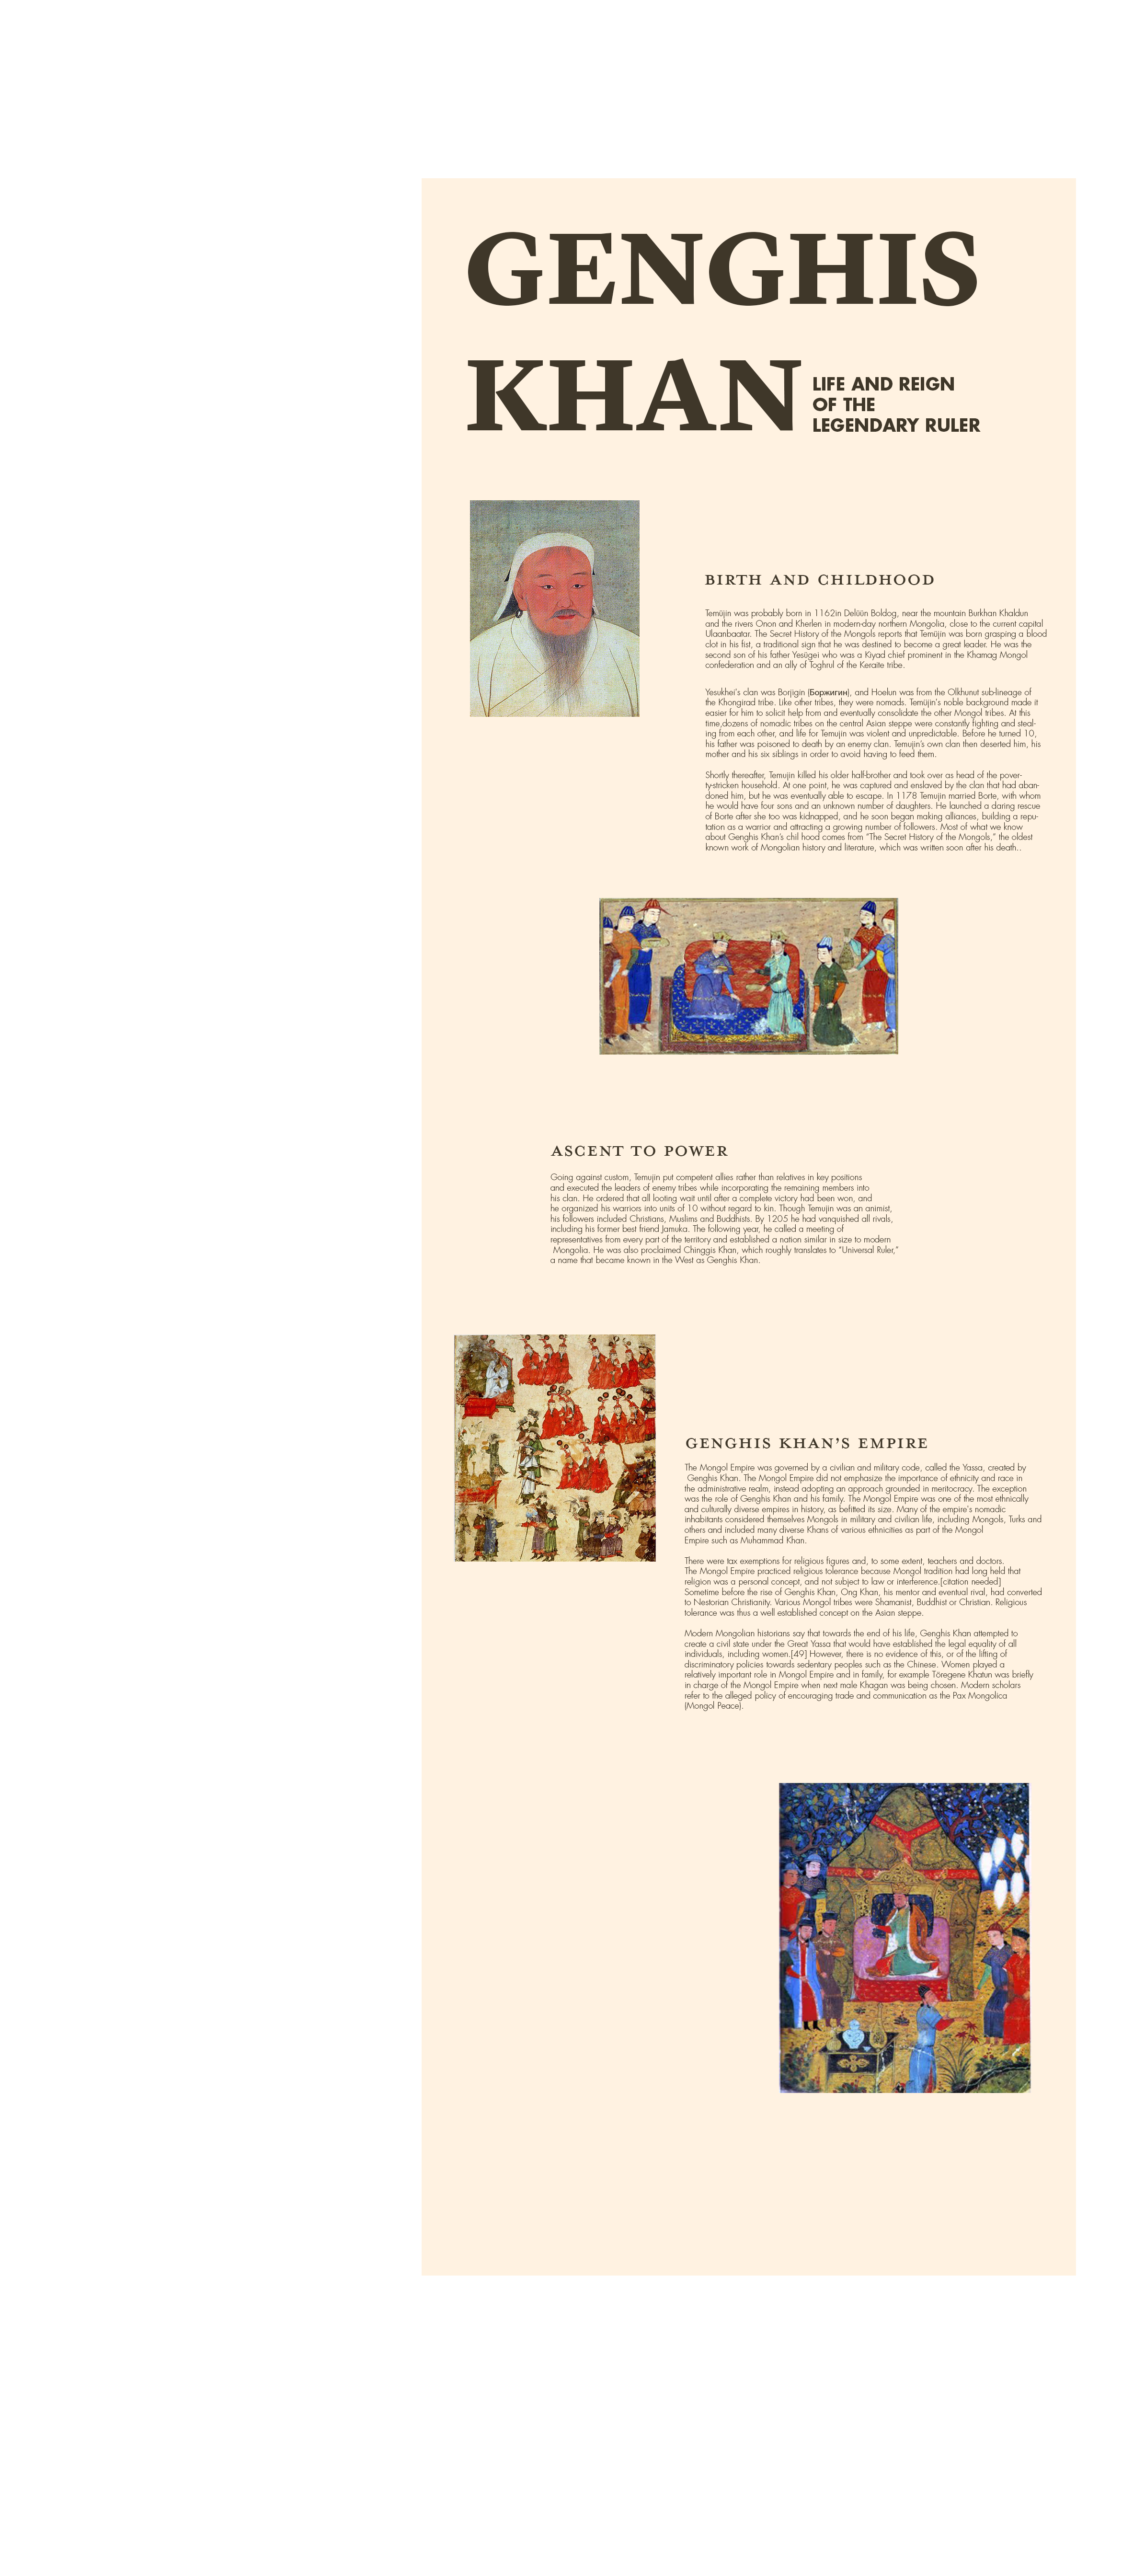 GENGHIS
KHAN
LIFE AND REIGN
OF THE
LEGENDARY RULER
BIRTH AND CHILDHOOD
Temüjin was probably born in 1162in Delüün Boldog, near the mountain Burkhan Khaldun
and the rivers Onon and Kherlen in modern-day northern Mongolia, close to the current capital
Ulaanbaatar. The Secret History of the Mongols reports that Temüjin was born grasping a blood
clot in his fist, a traditional sign that he was destined to become a great leader. He was the
second son of his father Yesügei who was a Kiyad chief prominent in the Khamag Mongol
confederation and an ally of Toghrul of the Keraite tribe.
Yesukhei's clan was Borjigin (Боржигин), and Hoelun was from the Olkhunut sub-lineage of
the Khongirad tribe. Like other tribes, they were nomads. Temüjin's noble background made it
easier for him to solicit help from and eventually consolidate the other Mongol tribes. At this
time,dozens of nomadic tribes on the central Asian steppe were constantly fighting and steal-
ing from each other, and life for Temujin was violent and unpredictable. Before he turned 10,
his father was poisoned to death by an enemy clan. Temujin's own clan then deserted him, his
mother and his six siblings in order to avoid having to feed them.
Shortly thereafter, Temujin killed his older half-brother and took over as head of the pover-
ty-stricken household. At one point, he was captured and enslaved by the clan that had aban-
doned him, but he was eventually able to escape. In 1178 Temujin married Borte, with whom
he would have four sons and an unknown number of daughters. He launched a daring rescue
of Borte after she too was kidnapped, and he soon began making alliances, building a repu-
tation as a warrior and attracting a growing number of followers. Most of what we know
about Genghis Khan's chil hood comes from "The Secret History of the Mongols," the oldest
known work of Mongolian history and literature, which was written soon after his death..
ASCENT TO POWER
Going against custom, Temujin put competent allies rather than relatives in key positions
and executed the leaders of enemy tribes while incorporating the remaining members into
his clan. He ordered that all looting wait until after a complete victory had been won, and
he organized his warriors into units of 10 without regard to kin. Though Temujin was an animist,
his followers included Christians, Muslims and Buddhists. By 1205 he had vanquished all rivals,
including his former best friend Jamuka. The following year, he called a meeting of
representatives from every part of the territory and established a nation similar in size to modern
Mongolia. He was also proclaimed Chinggis Khan, which roughly translates to "Universal Ruler,"
a name that became known in the West as Genghis Khan.
GENGHIS KHAN'S EMPIRE
The Mongol Empire was governed by a civilian and military code, called the Yassa, created by
Genghis Khan. The Mongol Empire did not emphasize the importance of ethnicity and race in
the administrative realm, instead adopting an approach grounded in meritocracy. The exception
was the role of Genghis Khan and his family. The Mongol Empire was one of the most ethnically
and culturally diverse empires in history, as befitted its size. Many of the empire's nomadic
inhabitants considered themselves Mongols in military and civilian life, including Mongols, Turks and
others and included many diverse Khans of various ethnicities as part of the Mongol
Empire such as Muhammad Khan.
There were tax exemptions for religious figures and, to some extent, teachers and doctors.
The Mongol Empire practiced religious tolerance because Mongol tradition had long held that
religion was a personal concept, and not subject to law or interference.[citation needed]
Sometime before the rise of Genghis Khan, Ong Khan, his mentor and eventual rival, had converted
to Nestorian Christianity. Various Mongol tribes were Shamanist, Buddhist or Christian. Religious
tolerance was thus a well established concept on the Asian steppe.
Modern Mongolian historians say that towards the end of his life, Genghis Khan attempted to
create a civil state under the Great Yassa that would have established the legal equality of all
individuals, including women.[49] However, there is no evidence of this, or of the lifting of
discriminatory policies towards sedentary peoples such as the Chinese. Women played a
relatively important role in Mongol Empire and in family, for example Töregene Khatun was briefly
in charge of the Mongol Empire when next male Khagan was being chosen. Modern scholars
refer to the alleged policy of encouraging trade and communication as the Pax Mongolica
(Mongol Peace).